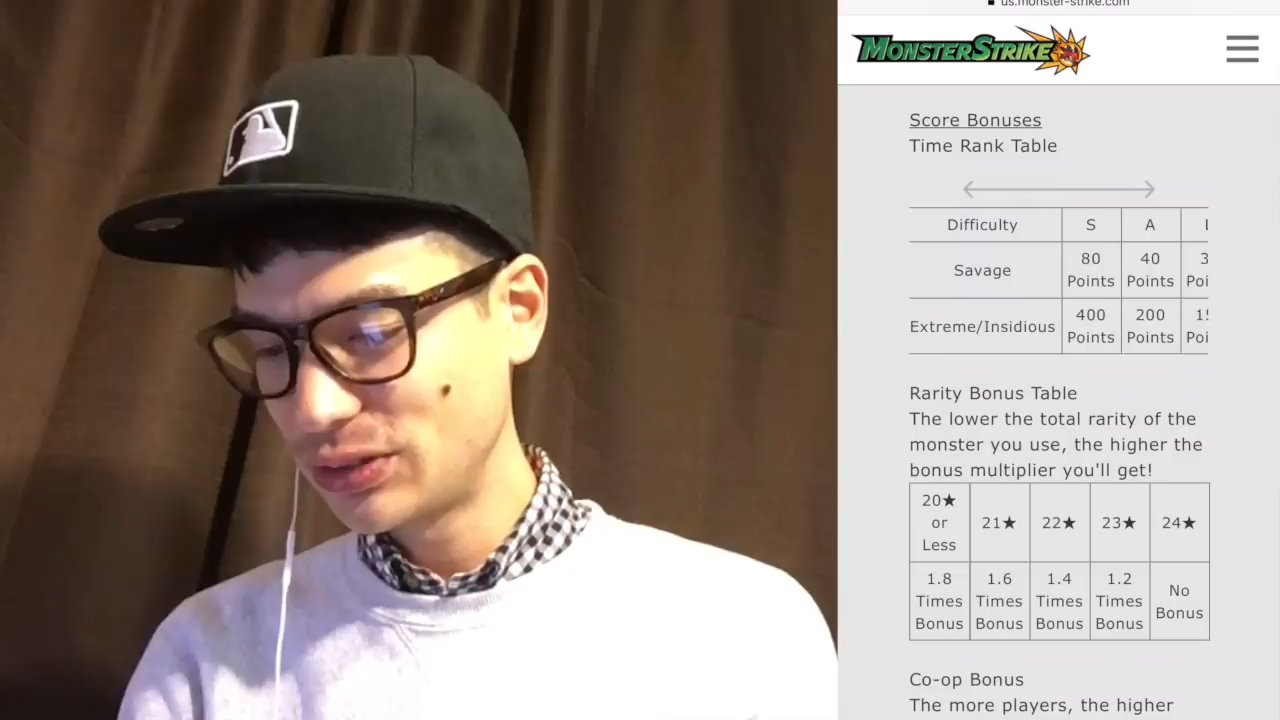 us.monster-strike.com
MONSTER STRIKE
Score Bonuses
Time Rank Table
Difficulty S A
Savage 80 Points 40 Points
Extreme/Insidious 400 Points 200 Points
Rarity Bonus Table
The lower the total rarity of the
monster you use, the higher the
bonus multiplier you'll get!
20★ or Less 21★ 22★ 23★ 24★
1.8 Times Bonus 1.6 Times Bonus 1.4 Times Bonus 1.2 Times Bonus No Bonus
Co-op Bonus
The more players, the higher